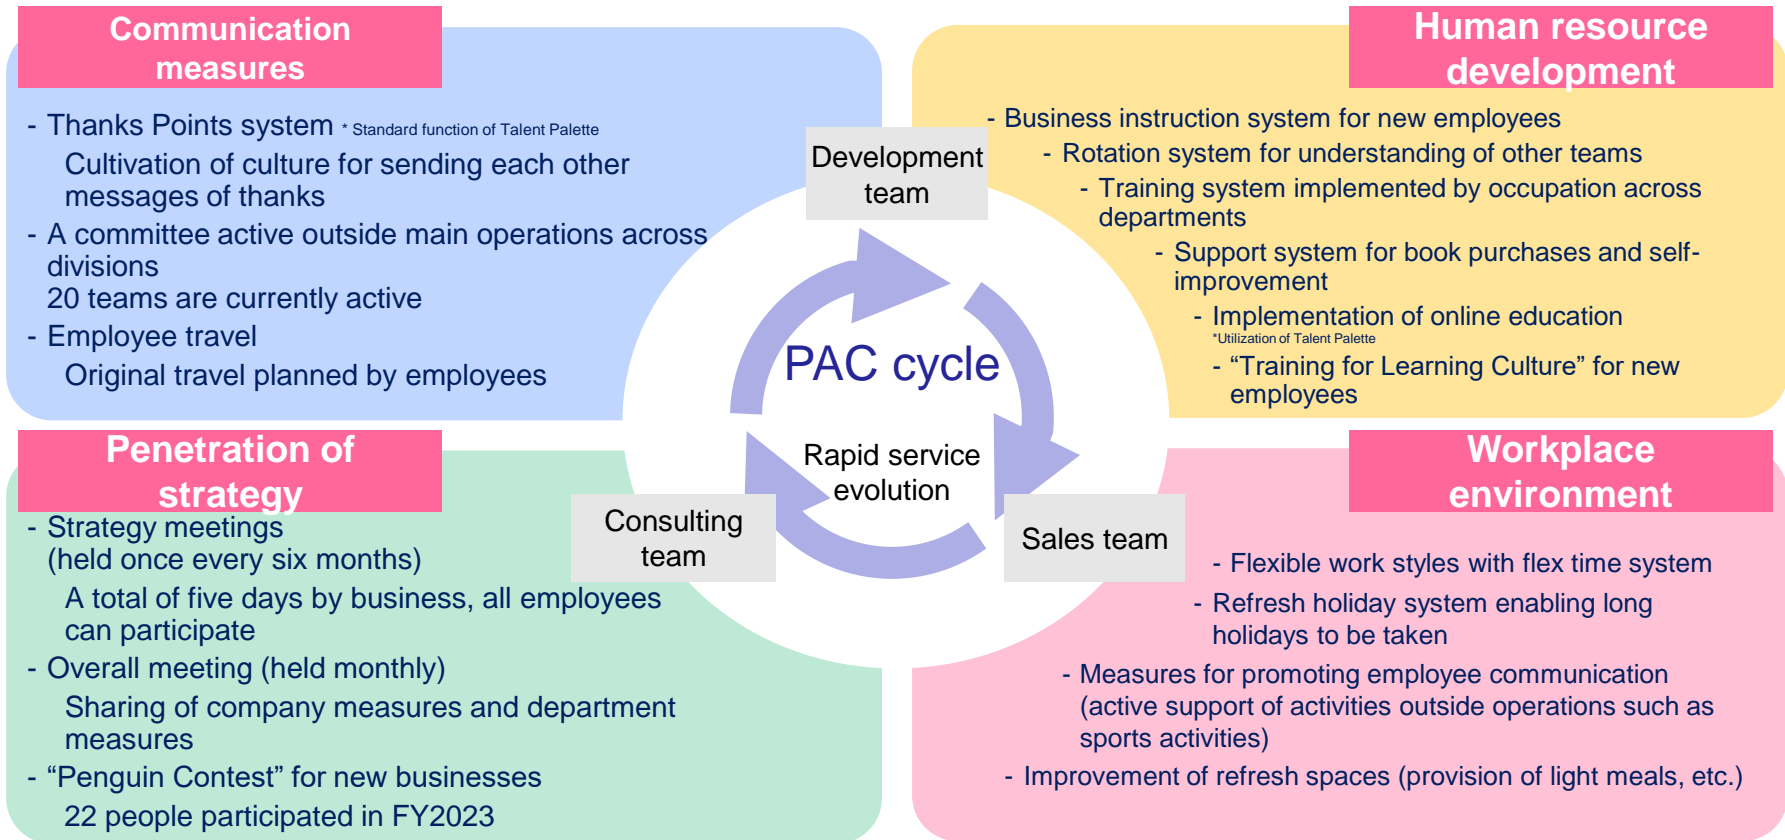 Communication
measures
- Thanks Points system * Standard function of Talent Palette
Cultivation of culture for sending each other
messages of thanks
- A committee active outside main operations across
divisions
20 teams are currently active
- Employee travel
Original travel planned by employees
Human resource
development
- Business instruction system for new employees
- Rotation system for understanding of other teams
- Training system implemented by occupation across
departments
- Support system for book purchases and self-
improvement
- Implementation of online education
*Utilization of Talent Palette
- “Training for Learning Culture” for new
employees
Development
team
PAC cycle
Rapid service
evolution
Consulting
team
Sales team
Penetration of
strategy
- Strategy meetings
(held once every six months)
A total of five days by business, all employees
can participate
- Overall meeting (held monthly)
Sharing of company measures and department
measures
- “Penguin Contest” for new businesses
22 people participated in FY2023
Workplace
environment
- Flexible work styles with flex time system
- Refresh holiday system enabling long
holidays to be taken
- Measures for promoting employee communication
(active support of activities outside operations such as
sports activities)
- Improvement of refresh spaces (provision of light meals, etc.)